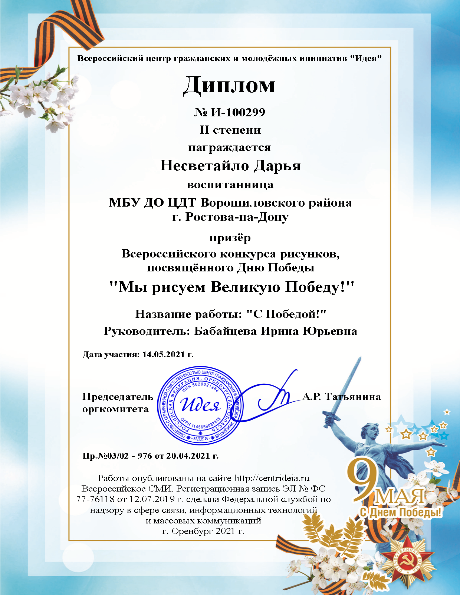 Всероссийский центр гражданских и молодёжных инициатив "Идея"
Диплом
№ И-100299
II степени
награждается
Несветайло Дарья
воспитанница
МБУ ДО ЦДТ Ворошиловского района
г. Ростова-на-Дону
призёр
Всероссийского конкурса рисунков,
посвящённого Дню Победы
"Мы рисуем Великую Победу!"
Название работы: "С Победой!"
Руководитель: Бабайцева Ирина Юрьевна
Дата участия: 14.05.2021 г.
Председатель
оргкомитета
Идея
А.Р. Татьянина
Пр.№03/02 - 976 от 20.04.2021 г.
Работы опубликованы на сайте http://centrideia.ru
Всероссийское СМИ. Регистрационная запись ЭЛ № ФС
77-76118 от 12.07.2019 г. сделана Федеральной службой по
надзору в сфере связи, информационных технологий
и массовых коммуникаций
г. Оренбург 2021 г.
9 МАЯ
С Днем Победы!